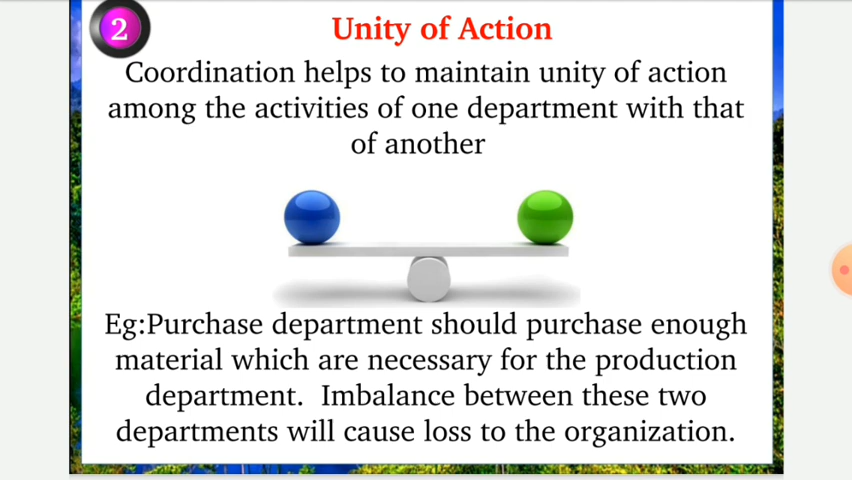 2
Unity of Action
Coordination helps to maintain unity of action
among the activities of one department with that
of another
Eg:Purchase department should purchase enough
material which are necessary for the production
department.  Imbalance between these two
departments will cause loss to the organization.